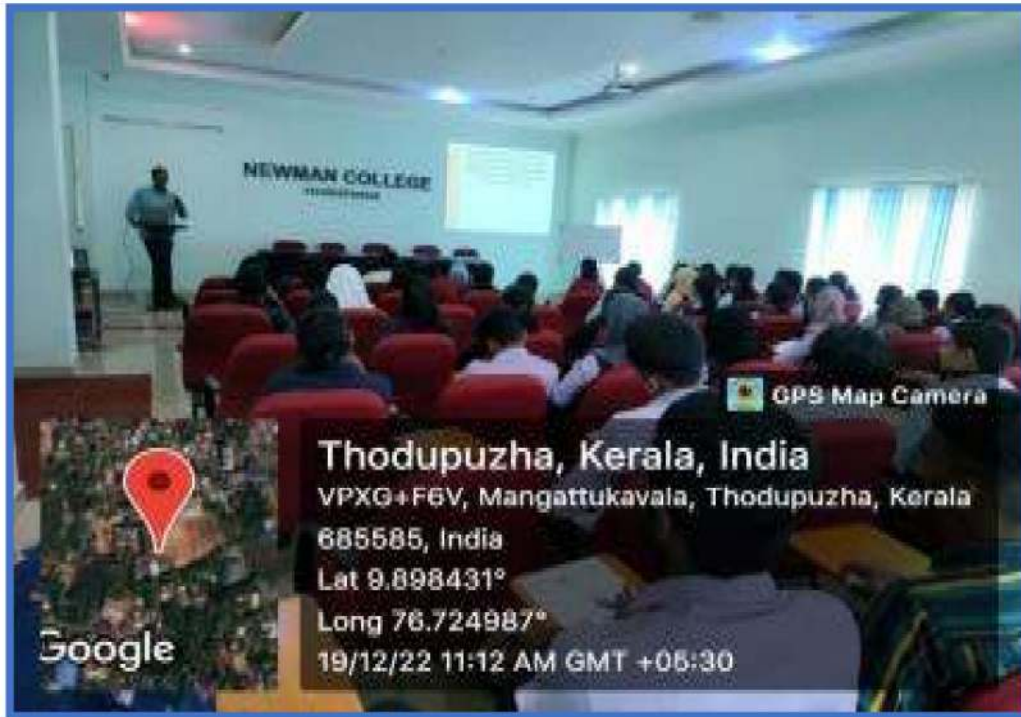 NEWMAN COLLEGE
GPS Map Camera
Thodupuzha, Kerala, India
VPXG+F6V, Mangattukavala, Thodupuzha, Kerala
685585, India
Lat 9.898431°
Long 76.724987°
19/12/22 11:12 AM GMT +05:30
Google